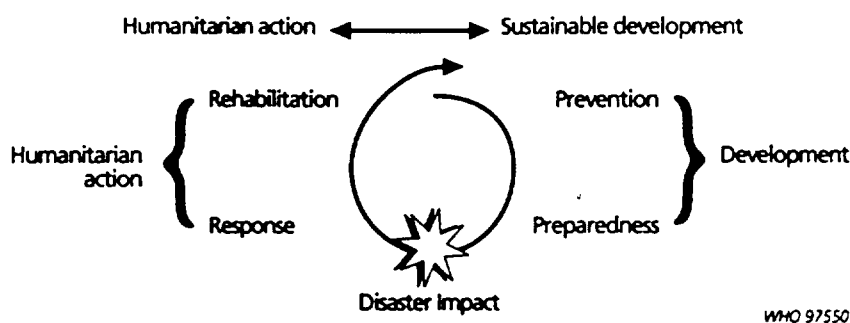 Humanitarian action Sustainable development
Rehabilitation Prevention
Humanitarian action Development
Response Preparedness
Disaster Impact
WHO 97550